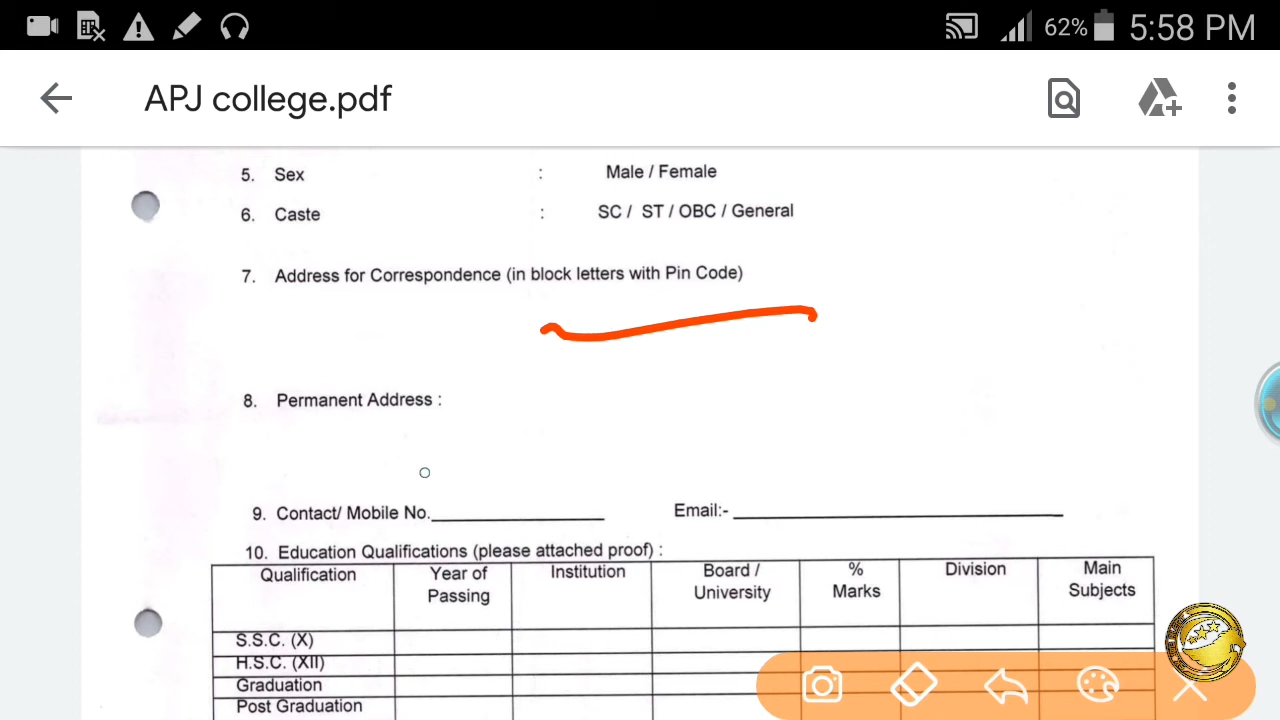 62% 5:58 PM
APJ college.pdf
5. Sex : Male / Female
6. Caste : SC / ST / OBC / General
7. Address for Correspondence (in block letters with Pin Code)
8. Permanent Address :
9. Contact/ Mobile No. Email:-
10. Education Qualifications (please attached proof) :
Qualification Year of Passing Institution Board / University % Marks Division Main Subjects
S.S.C. (X)
H.S.C. (XII)
Graduation
Post Graduation